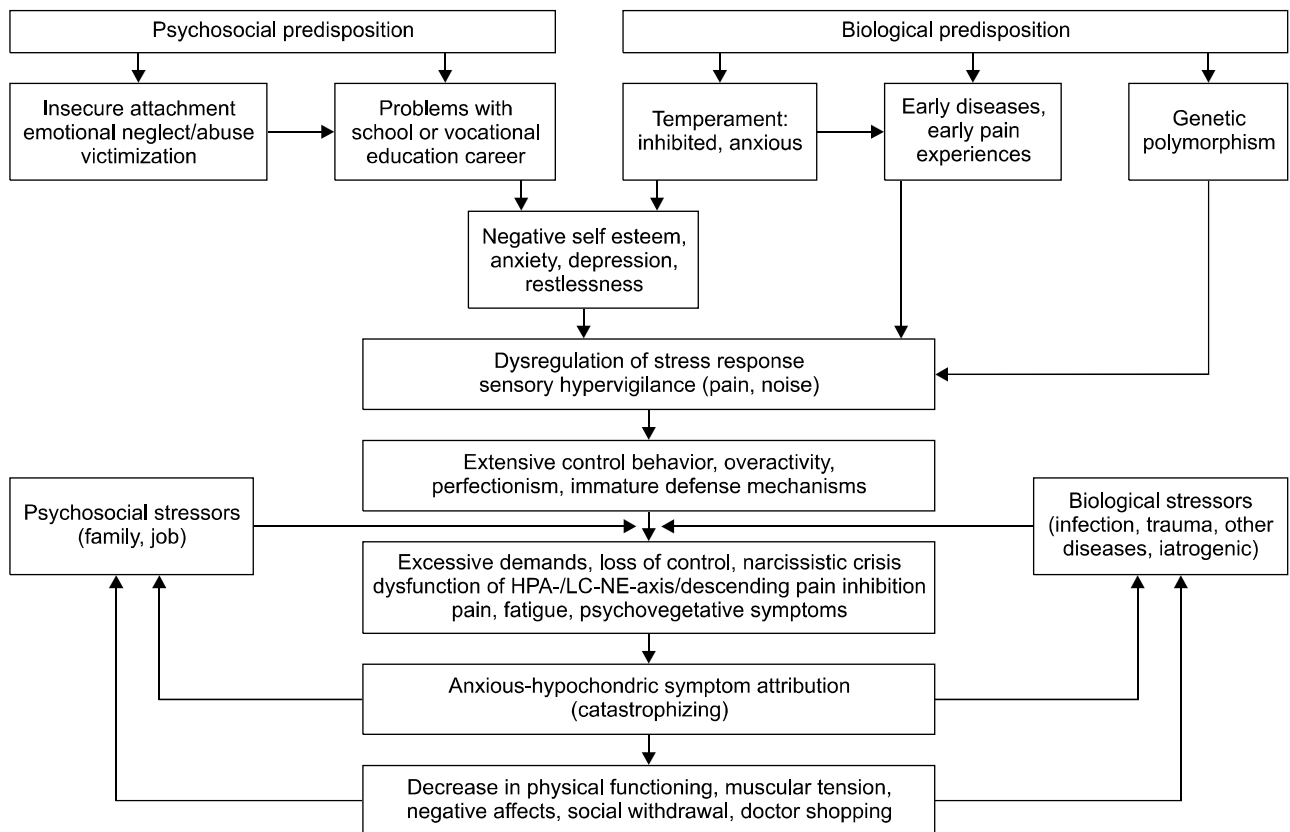 Psychosocial predisposition
Biological predisposition
Insecure attachment
emotional neglect/abuse
victimization
Problems with
school or vocational
education career
Temperament:
inhibited, anxious
Early diseases,
early pain
experiences
Genetic
polymorphism
Negative self esteem,
anxiety, depression,
restlessness
Dysregulation of stress response
sensory hypervigilance (pain, noise)
Extensive control behavior, overactivity,
perfectionism, immature defense mechanisms
Psychosocial stressors
(family, job)
Biological stressors
(infection, trauma, other
diseases, iatrogenic)
Excessive demands, loss of control, narcissistic crisis
dysfunction of HPA-/LC-NE-axis/descending pain inhibition
pain, fatigue, psychovegetative symptoms
Anxious-hypochondric symptom attribution
(catastrophizing)
Decrease in physical functioning, muscular tension,
negative affects, social withdrawal, doctor shopping